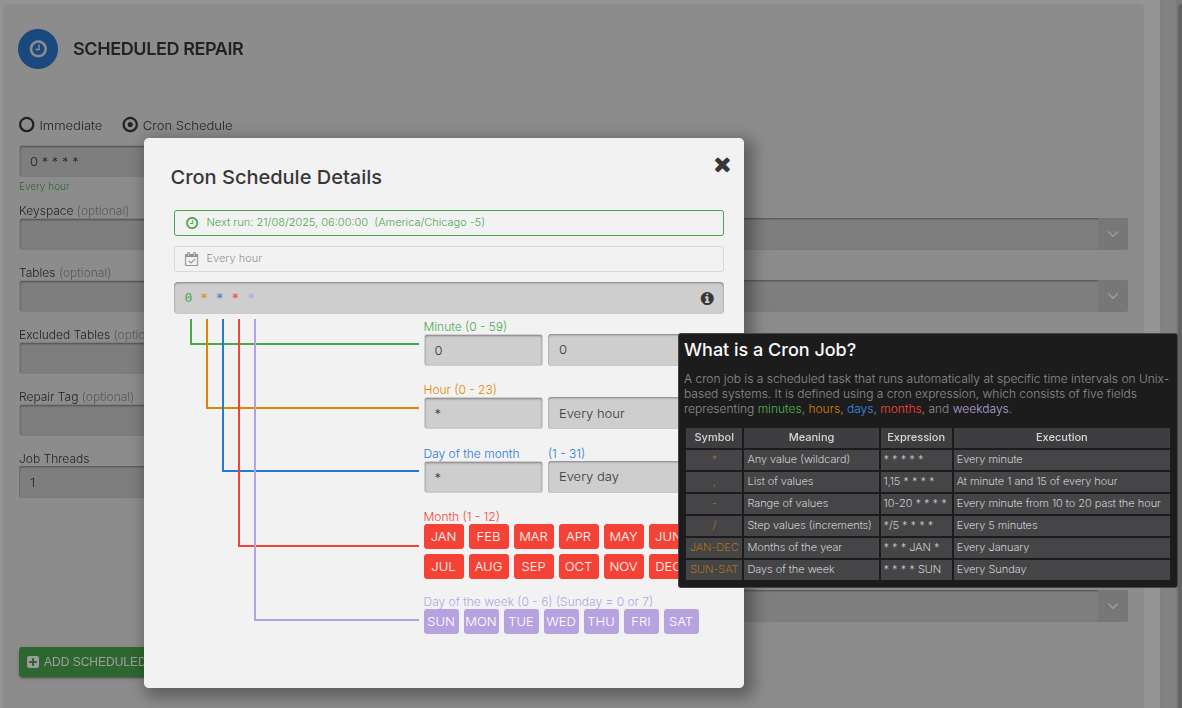 SCHEDULED REPAIR
Immediate
Cron Schedule
0 * * * *
Every hour
Keyspace (optional)
Tables (optional)
Excluded Tables (optio
Repair Tag (optional)
Job Threads
1
ADD SCHEDULED
Cron Schedule Details
Next run: 21/08/2025, 06:00:00 (America/Chicago -5)
Every hour
0 * * * *
Minute (0 - 59)
0
0
Hour (0 - 23)
*
Every hour
Day of the month (1 - 31)
*
Every day
Month (1 - 12)
JAN FEB MAR APR MAY JUN
JUL AUG SEP OCT NOV DEC
Day of the week (0 - 6) (Sunday = 0 or 7)
SUN MON TUE WED THU FRI SAT
What is a Cron Job?
A cron job is a scheduled task that runs automatically at specific time intervals on Unix-
based systems. It is defined using a cron expression, which consists of five fields
representing minutes, hours, days, months, and weekdays.
Symbol Meaning Expression Execution
* Any value (wildcard) * * * * * Every minute
, List of values 1,15 * * * * At minute 1 and 15 of every hour
- Range of values 10-20 * * * * Every minute from 10 to 20 past the hour
/ Step values (increments) */5 * * * * Every 5 minutes
JAN-DEC Months of the year * * * JAN * Every January
SUN-SAT Days of the week * * * * SUN Every Sunday